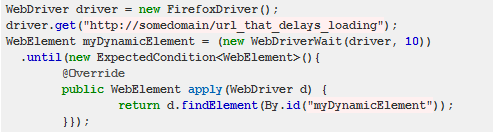 WebDriver driver = new FirefoxDriver();
driver.get("http://somedomain/url_that_delays_loading");
WebElement myDynamicElement = (new WebDriverWait(driver, 10))
  .until(new ExpectedCondition<WebElement>(){
        @Override
        public WebElement apply(WebDriver d) {
                return d.findElement(By.id("myDynamicElement"));
        }});